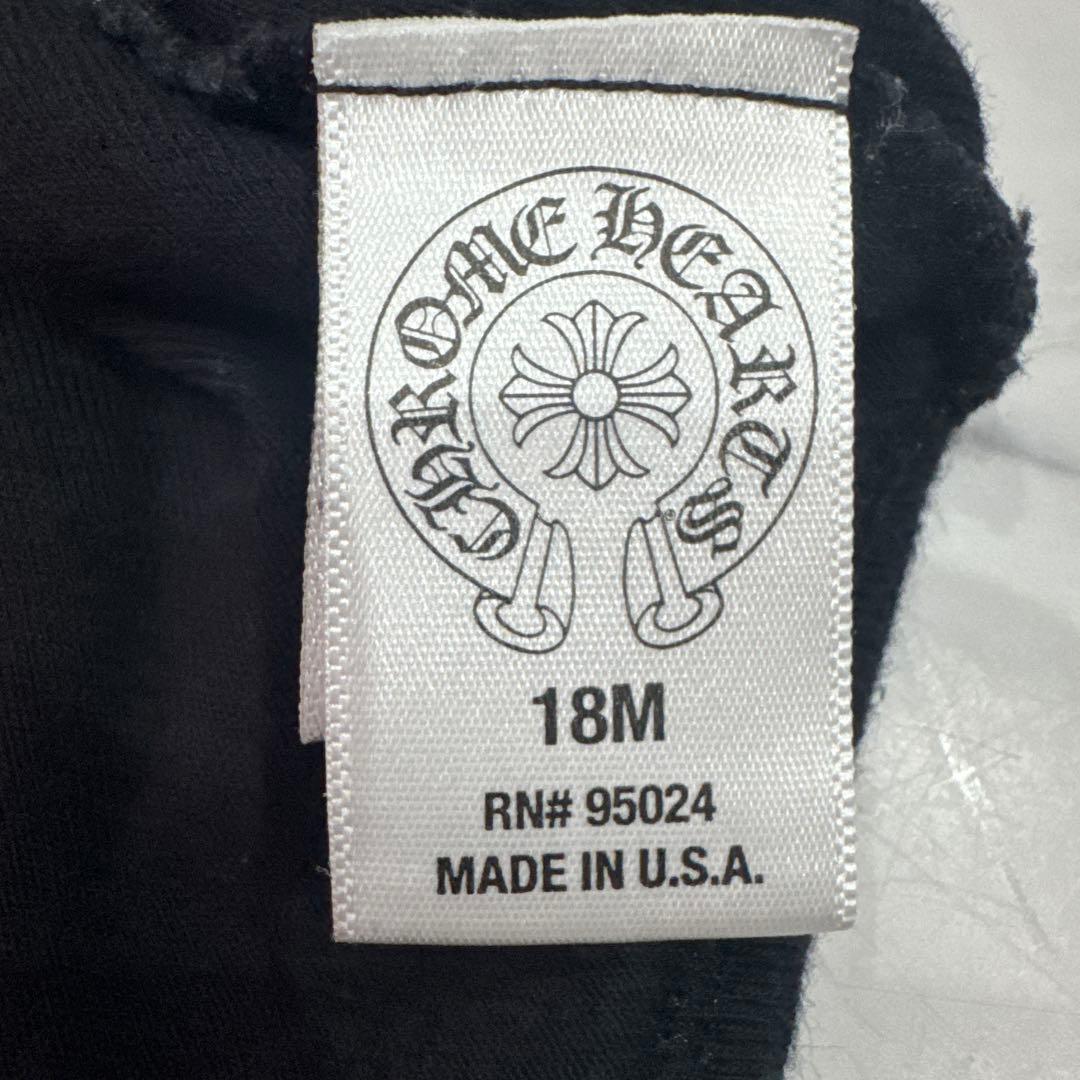 CHROME HEARTS
®
18M
RN# 95024
MADE IN U.S.A.